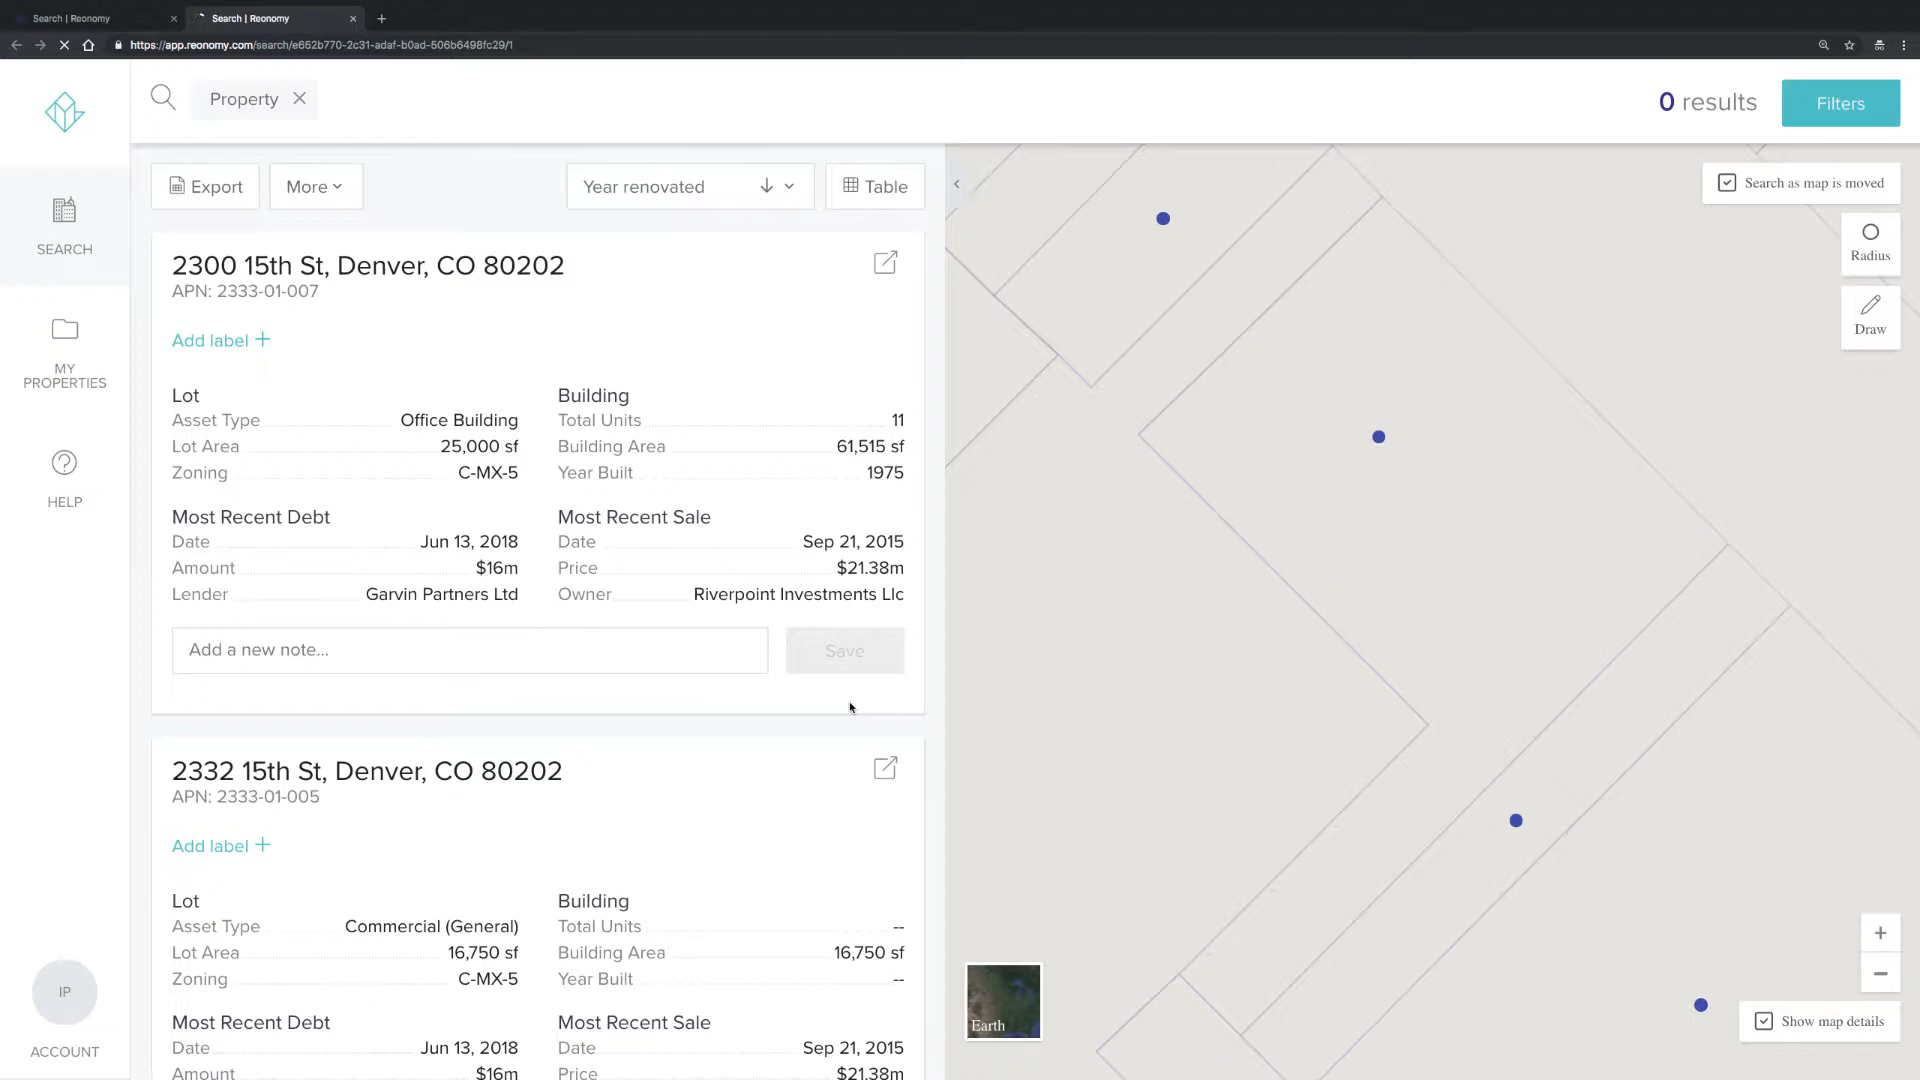 Search | Reonomy
Search | Reonomy
https://app.reonomy.com/search/e652b770-2c31-adaf-b0ad-506b6498fc29/1
Property
0 results
Filters
SEARCH
MY
PROPERTIES
HELP
IP
ACCOUNT
Export
More
Year renovated
Table
2300 15th St, Denver, CO 80202
APN: 2333-01-007
Add label +
Lot
Asset Type Office Building
Lot Area 25,000 sf
Zoning C-MX-5
Building
Total Units 11
Building Area 61,515 sf
Year Built 1975
Most Recent Debt
Date Jun 13, 2018
Amount $16m
Lender Garvin Partners Ltd
Most Recent Sale
Date Sep 21, 2015
Price $21.38m
Owner Riverpoint Investments Llc
Add a new note...
Save
2332 15th St, Denver, CO 80202
APN: 2333-01-005
Add label +
Lot
Asset Type Commercial (General)
Lot Area 16,750 sf
Zoning C-MX-5
Building
Total Units --
Building Area 16,750 sf
Year Built --
Most Recent Debt
Date Jun 13, 2018
Amount $16m
Most Recent Sale
Date Sep 21, 2015
Price $21.38m
Search as map is moved
Radius
Draw
Earth
Show map details